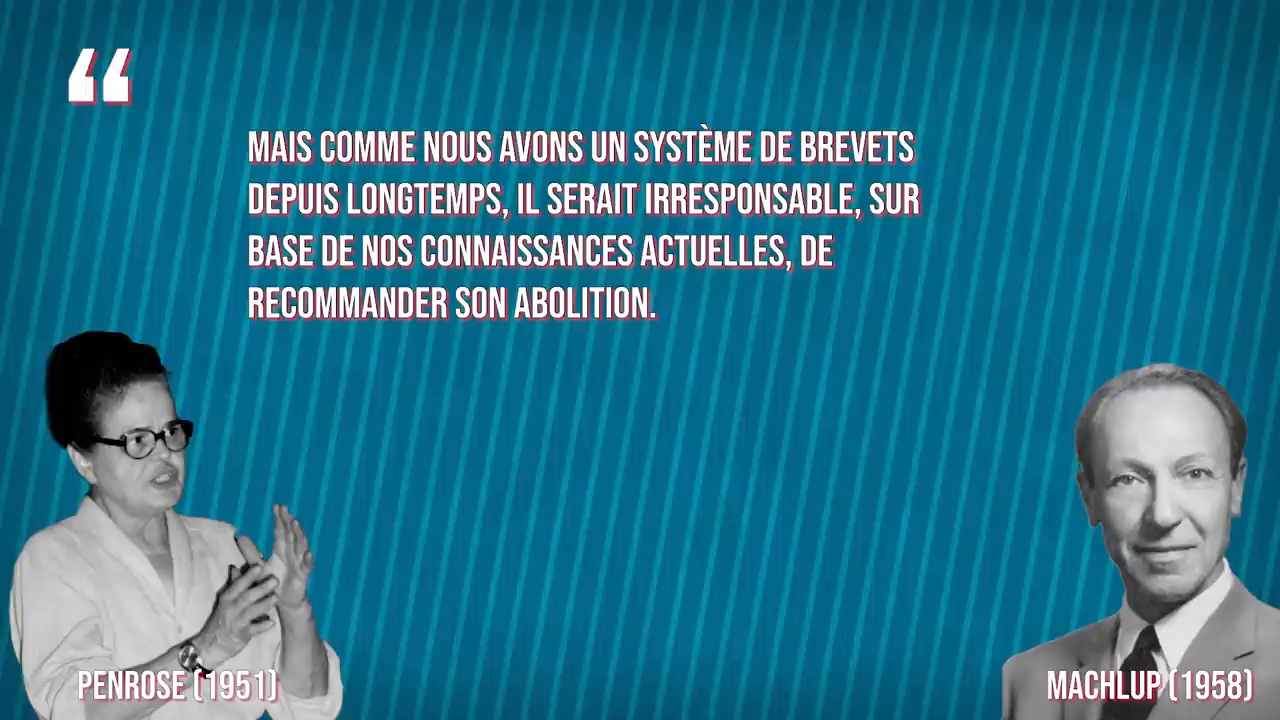 “
MAIS COMME NOUS AVONS UN SYSTÈME DE BREVETS
DEPUIS LONGTEMPS, IL SERAIT IRRESPONSABLE, SUR
BASE DE NOS CONNAISSANCES ACTUELLES, DE
RECOMMANDER SON ABOLITION.
PENROSE (1951)
MACHLUP (1958)